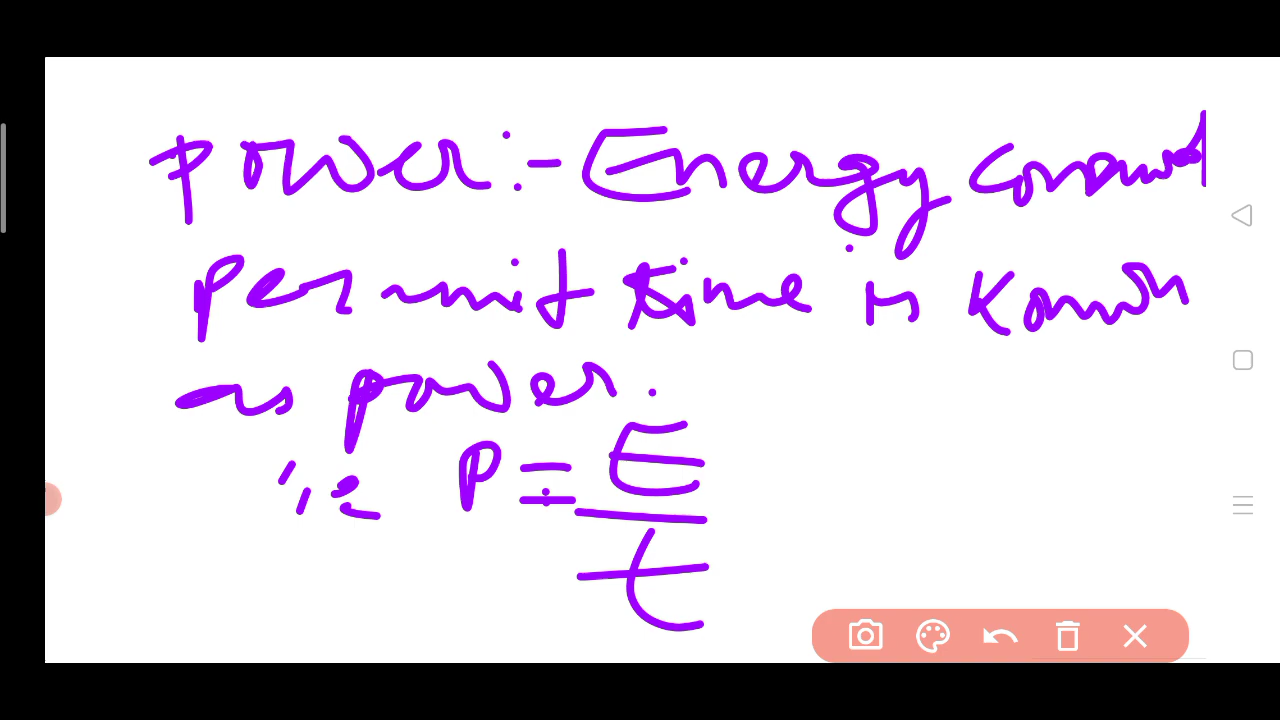 Power:- Energy consumed
per unit time is known
as power.
i.e P = E/t